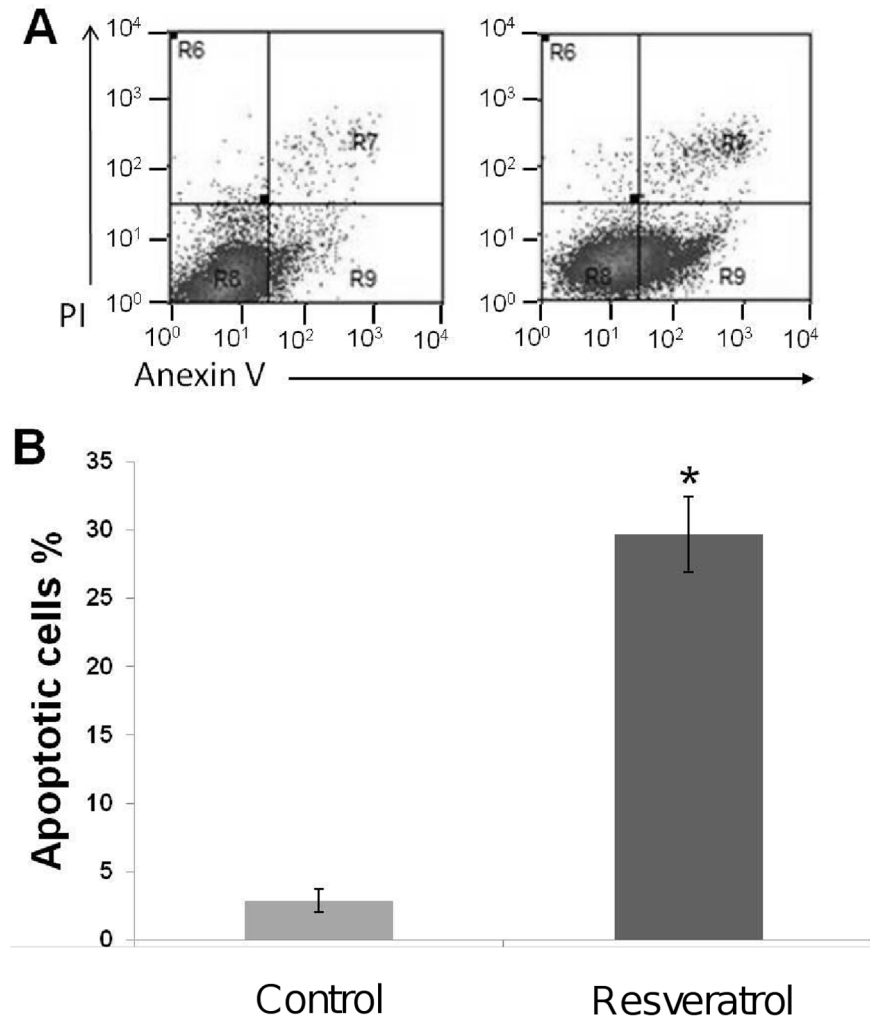 A
10⁴ 10³ 10² 10¹ 10⁰
PI
R6 R7 R8 R9
10⁰ 10¹ 10² 10³ 10⁴
10⁴ 10³ 10² 10¹ 10⁰
R6 R7 R8 R9
10⁰ 10¹ 10² 10³ 10⁴
Anexin V
B
Apoptotic cells %
35
30
25
20
15
10
5
0
*
Control Resveratrol